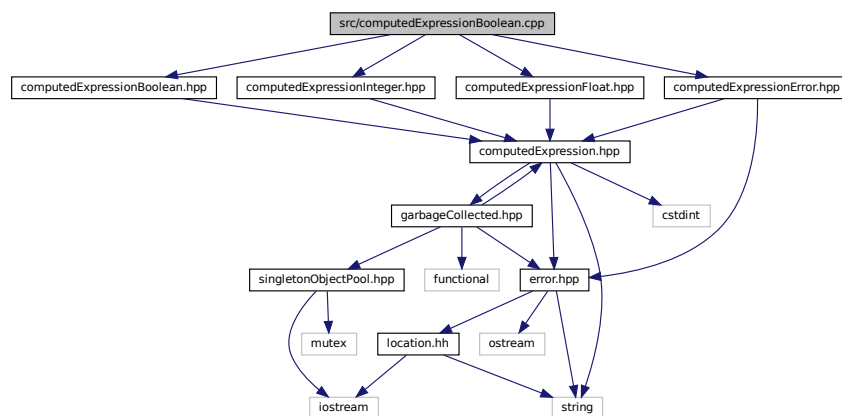 src/computedExpressionBoolean.cpp
computedExpressionBoolean.hpp
computedExpressionInteger.hpp
computedExpressionFloat.hpp
computedExpressionError.hpp
computedExpression.hpp
garbageCollected.hpp
cstdint
singletonObjectPool.hpp
functional
error.hpp
mutex
location.hh
ostream
iostream
string